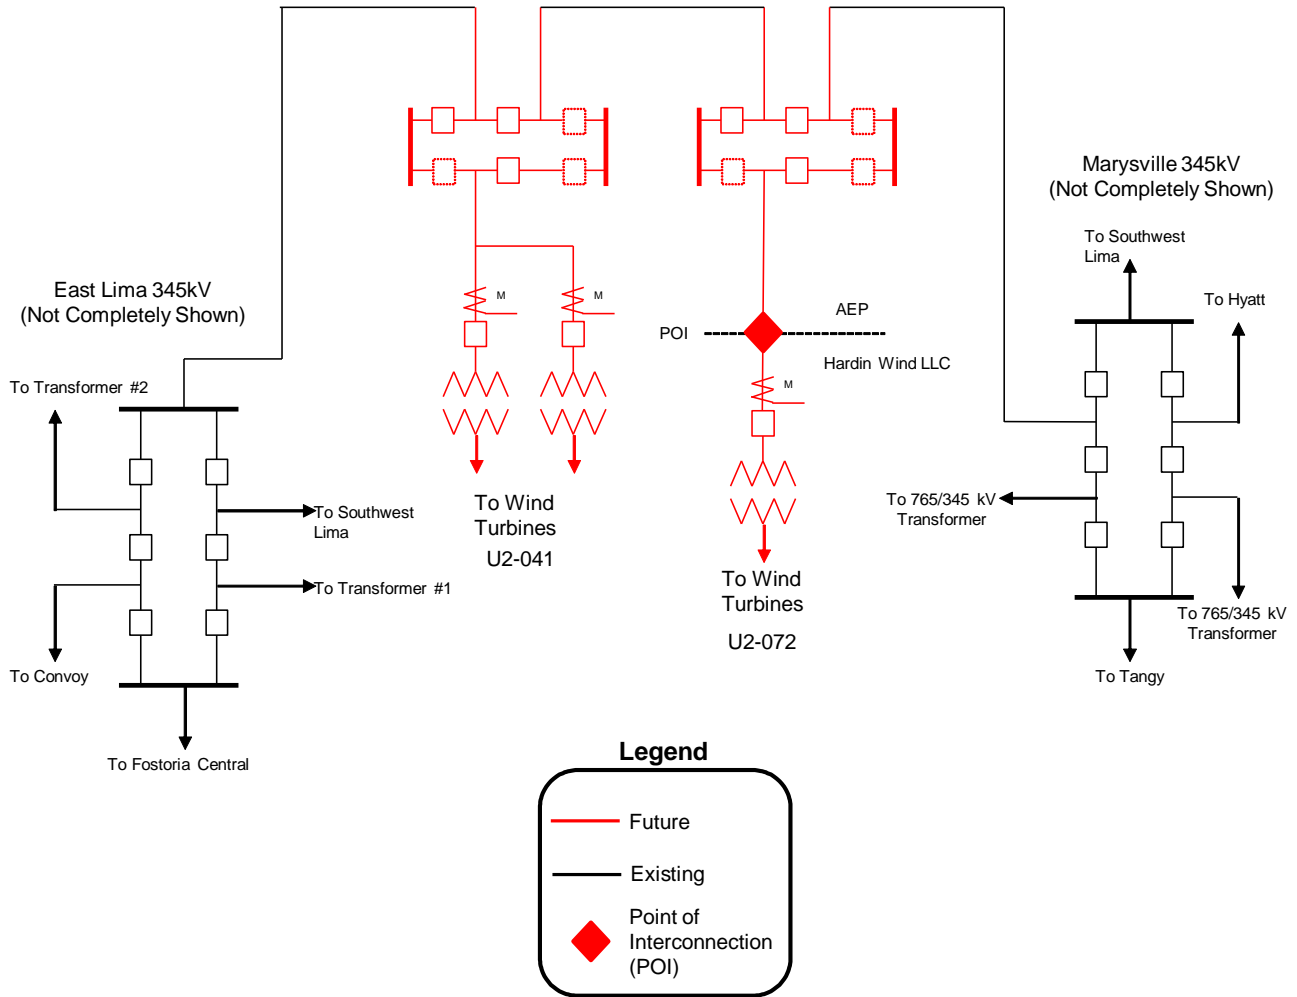 Marysville 345kV
(Not Completely Shown)
To Southwest
Lima
East Lima 345kV
(Not Completely Shown)
M
M
To Hyatt
AEP
POI
Hardin Wind LLC
To Transformer #2
M
To Wind
Turbines
U2-041
To 765/345 kV
Transformer
To Southwest
Lima
To Transformer #1
To Wind
Turbines
U2-072
To 765/345 kV
Transformer
To Convoy
To Tangy
To Fostoria Central
Legend
Future
Existing
Point of
Interconnection
(POI)